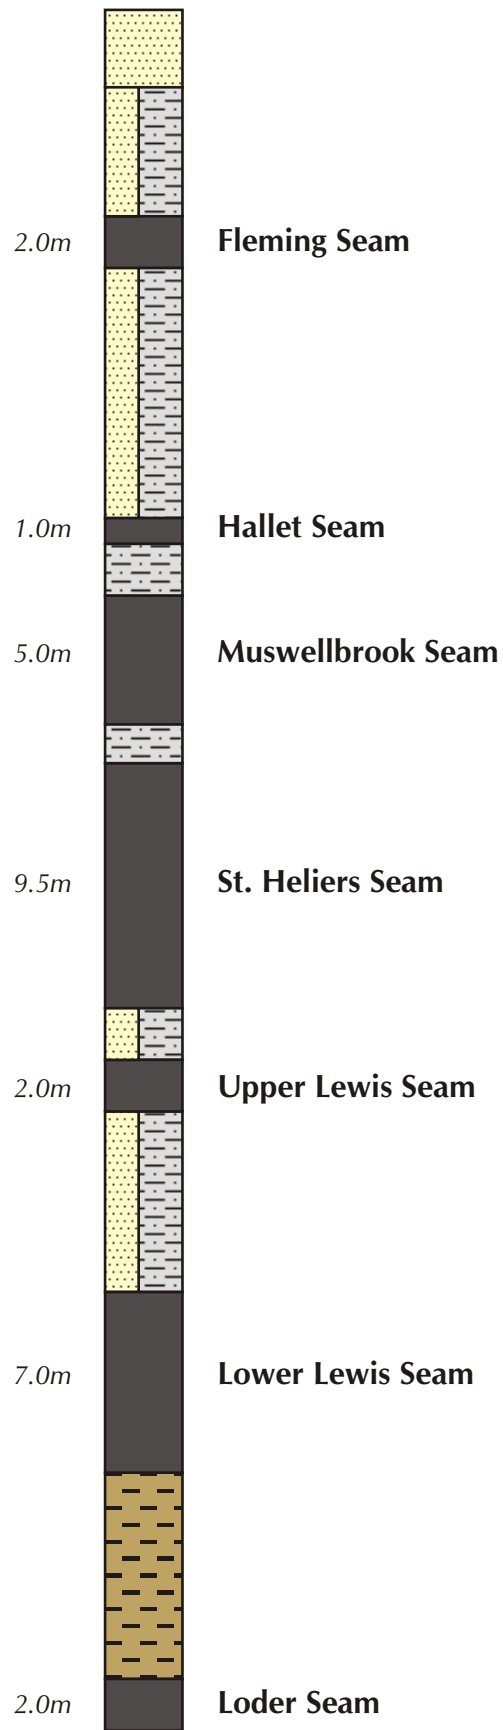 2.0m Fleming Seam
1.0m Hallet Seam
5.0m Muswellbrook Seam
9.5m St. Heliers Seam
2.0m Upper Lewis Seam
7.0m Lower Lewis Seam
2.0m Loder Seam